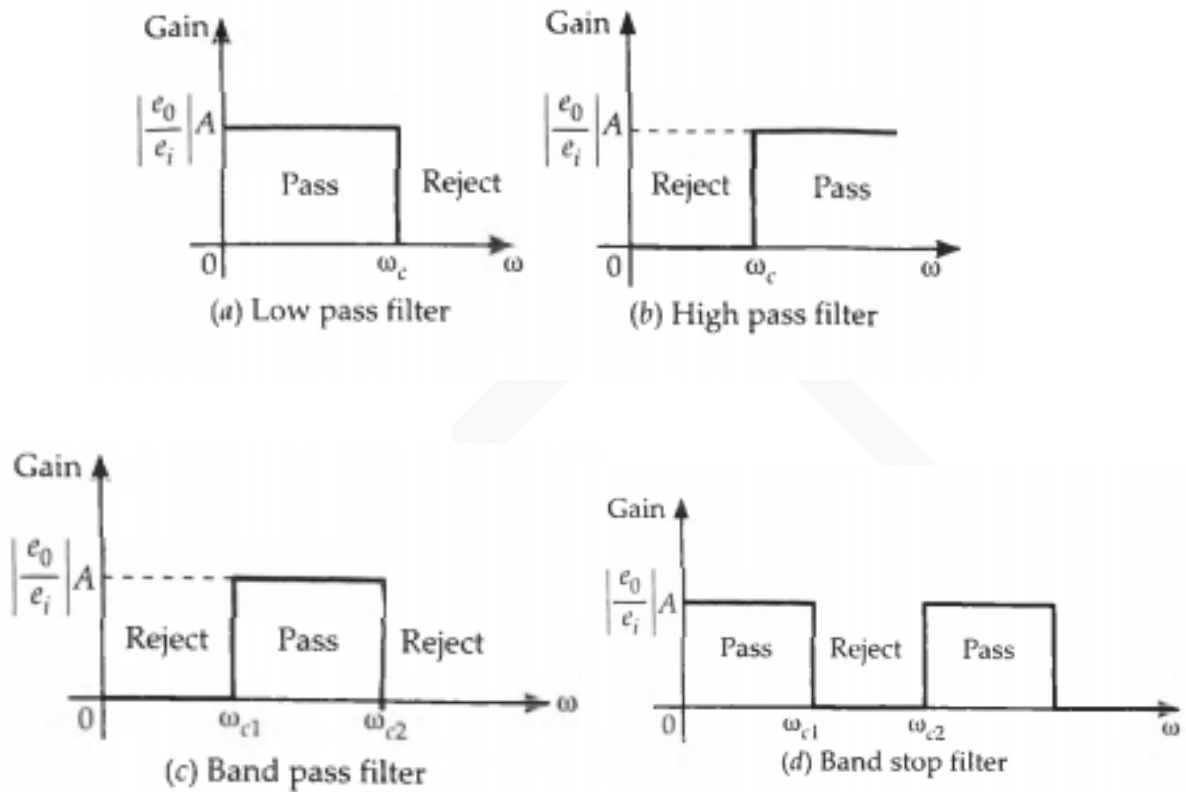 Gain
|e0/ei| A
Pass
Reject
0
ωc
ω
(a) Low pass filter
Gain
|e0/ei| A
Reject
Pass
0
ωc
ω
(b) High pass filter
Gain
|e0/ei| A
Reject
Pass
Reject
0
ωc1
ωc2
ω
(c) Band pass filter
Gain
|e0/ei| A
Pass
Reject
Pass
0
ωc1
ωc2
ω
(d) Band stop filter